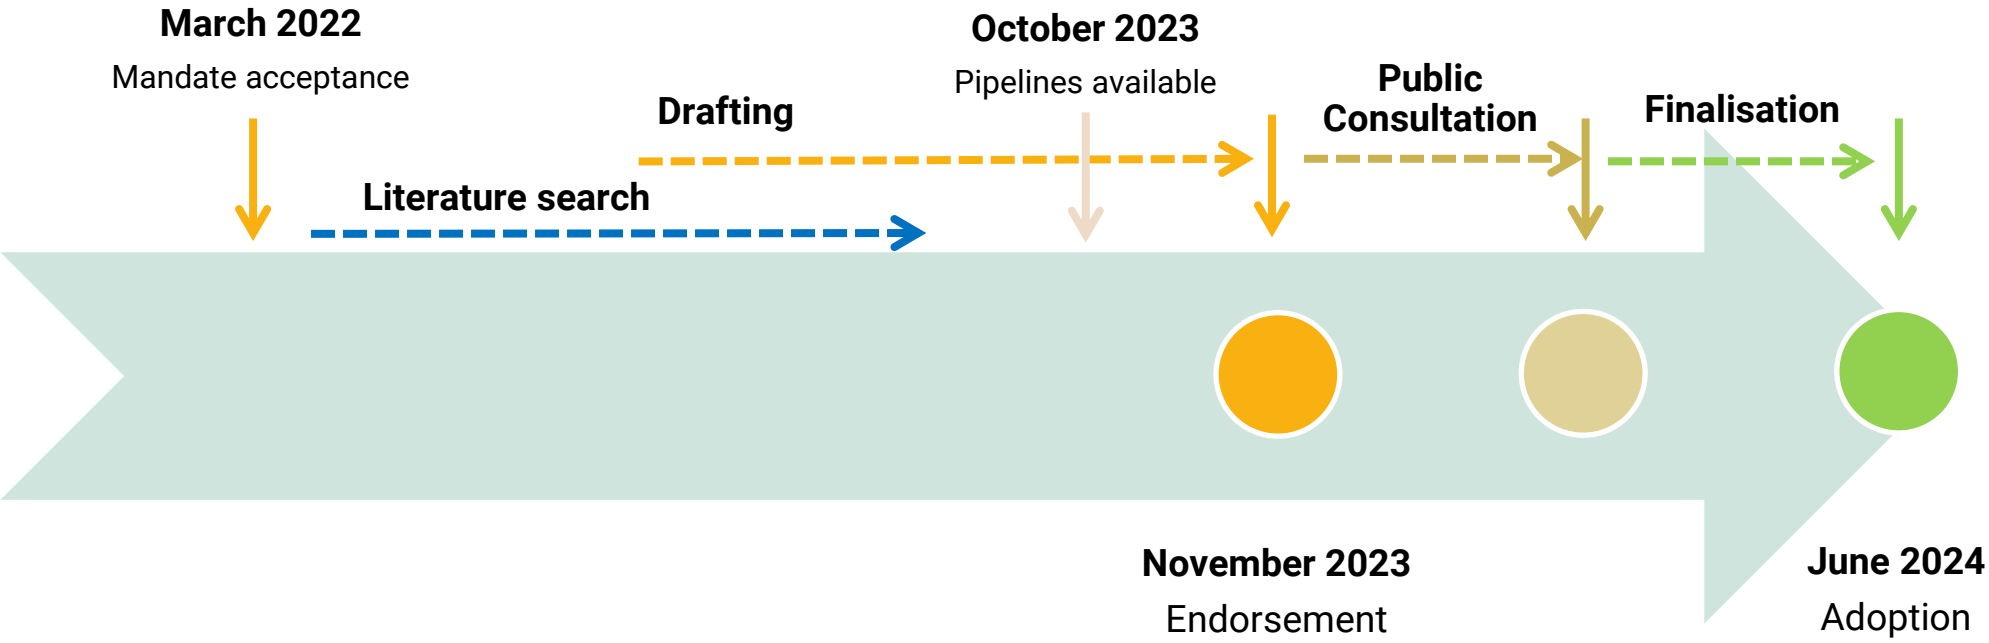 March 2022
Mandate acceptance
Literature search
Drafting
October 2023
Pipelines available
Public
Consultation
Finalisation
November 2023
Endorsement
June 2024
Adoption